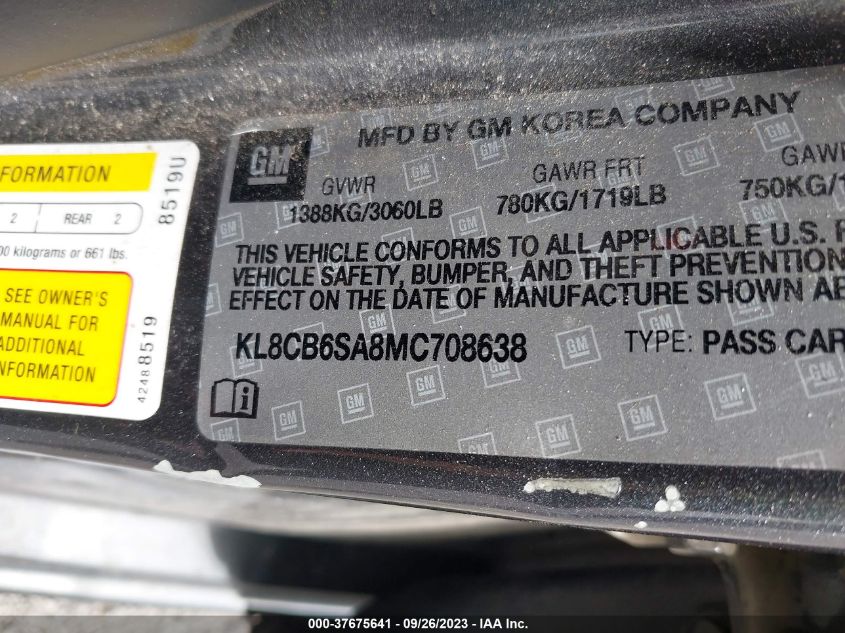 MFD BY GM KOREA COMPANY
GM
GVWR
GAWR FRT
GAWR
1388KG/3060LB
780KG/1719LB
750KG/1
THIS VEHICLE CONFORMS TO ALL APPLICABLE U.S. F
VEHICLE SAFETY, BUMPER, AND THEFT PREVENTION
EFFECT ON THE DATE OF MANUFACTURE SHOWN AB
KL8CB6SA8MC708638
TYPE: PASS CAR
FORMATION
2 REAR 2
00 kilograms or 661 lbs.
SEE OWNER'S
MANUAL FOR
ADDITIONAL
INFORMATION
8519U
42488519
000-37675641 - 09/26/2023 - IAA Inc.